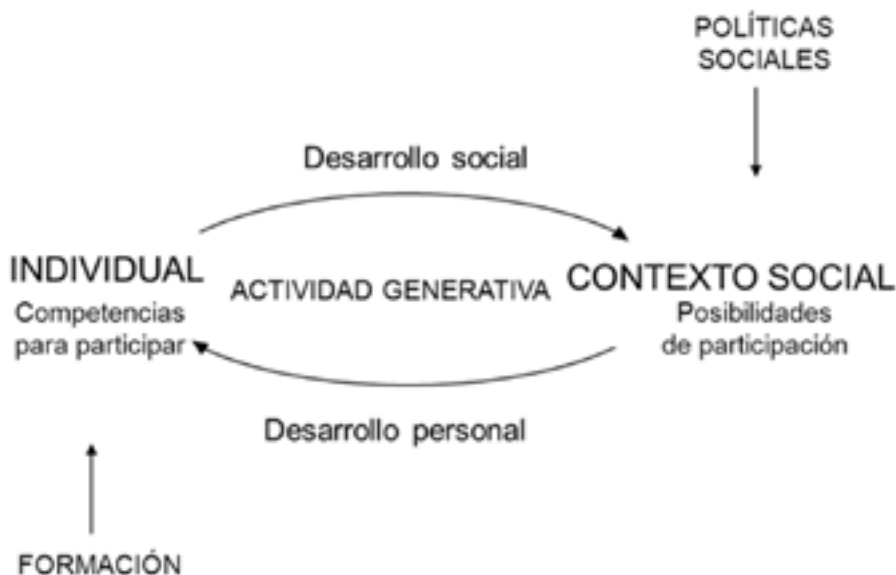 POLÍTICAS
SOCIALES
Desarrollo social
INDIVIDUAL
Competencias
para participar
ACTIVIDAD GENERATIVA
CONTEXTO SOCIAL
Posibilidades
de participación
Desarrollo personal
FORMACIÓN